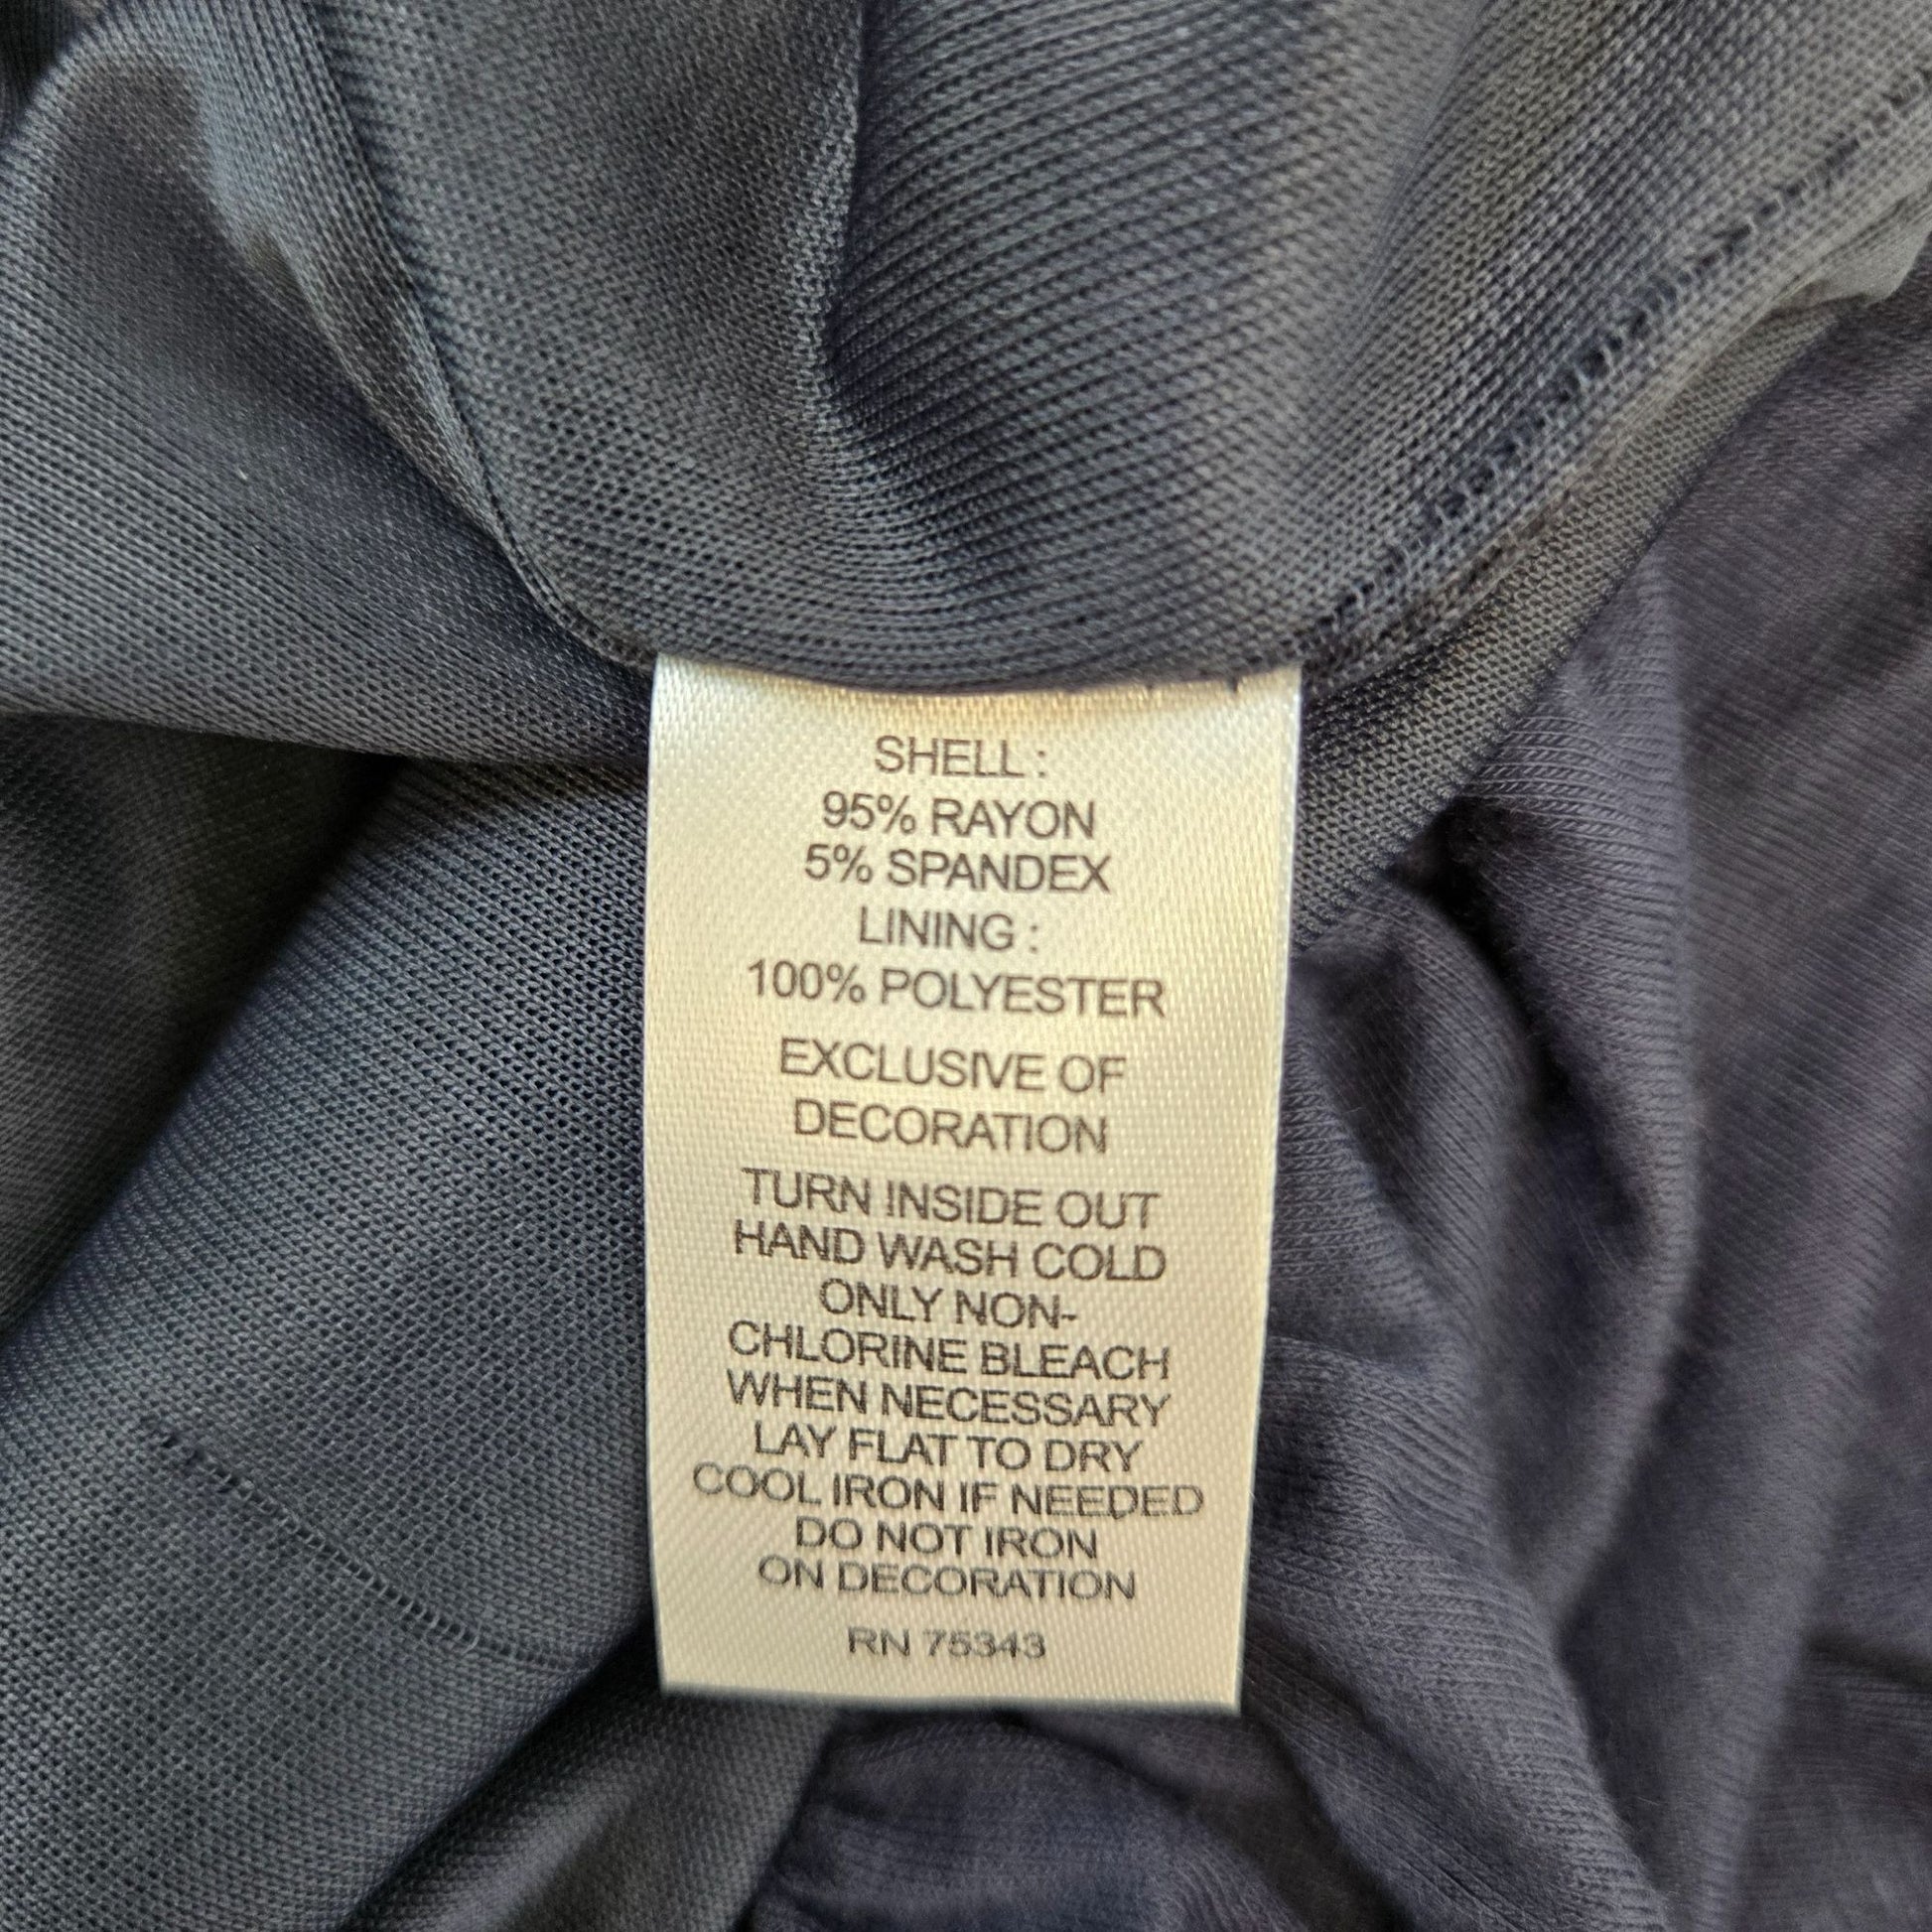 SHELL :
95% RAYON
5% SPANDEX
LINING :
100% POLYESTER
EXCLUSIVE OF
DECORATION
TURN INSIDE OUT
HAND WASH COLD
ONLY NON-
CHLORINE BLEACH
WHEN NECESSARY
LAY FLAT TO DRY
COOL IRON IF NEEDED
DO NOT IRON
ON DECORATION
RN 75343